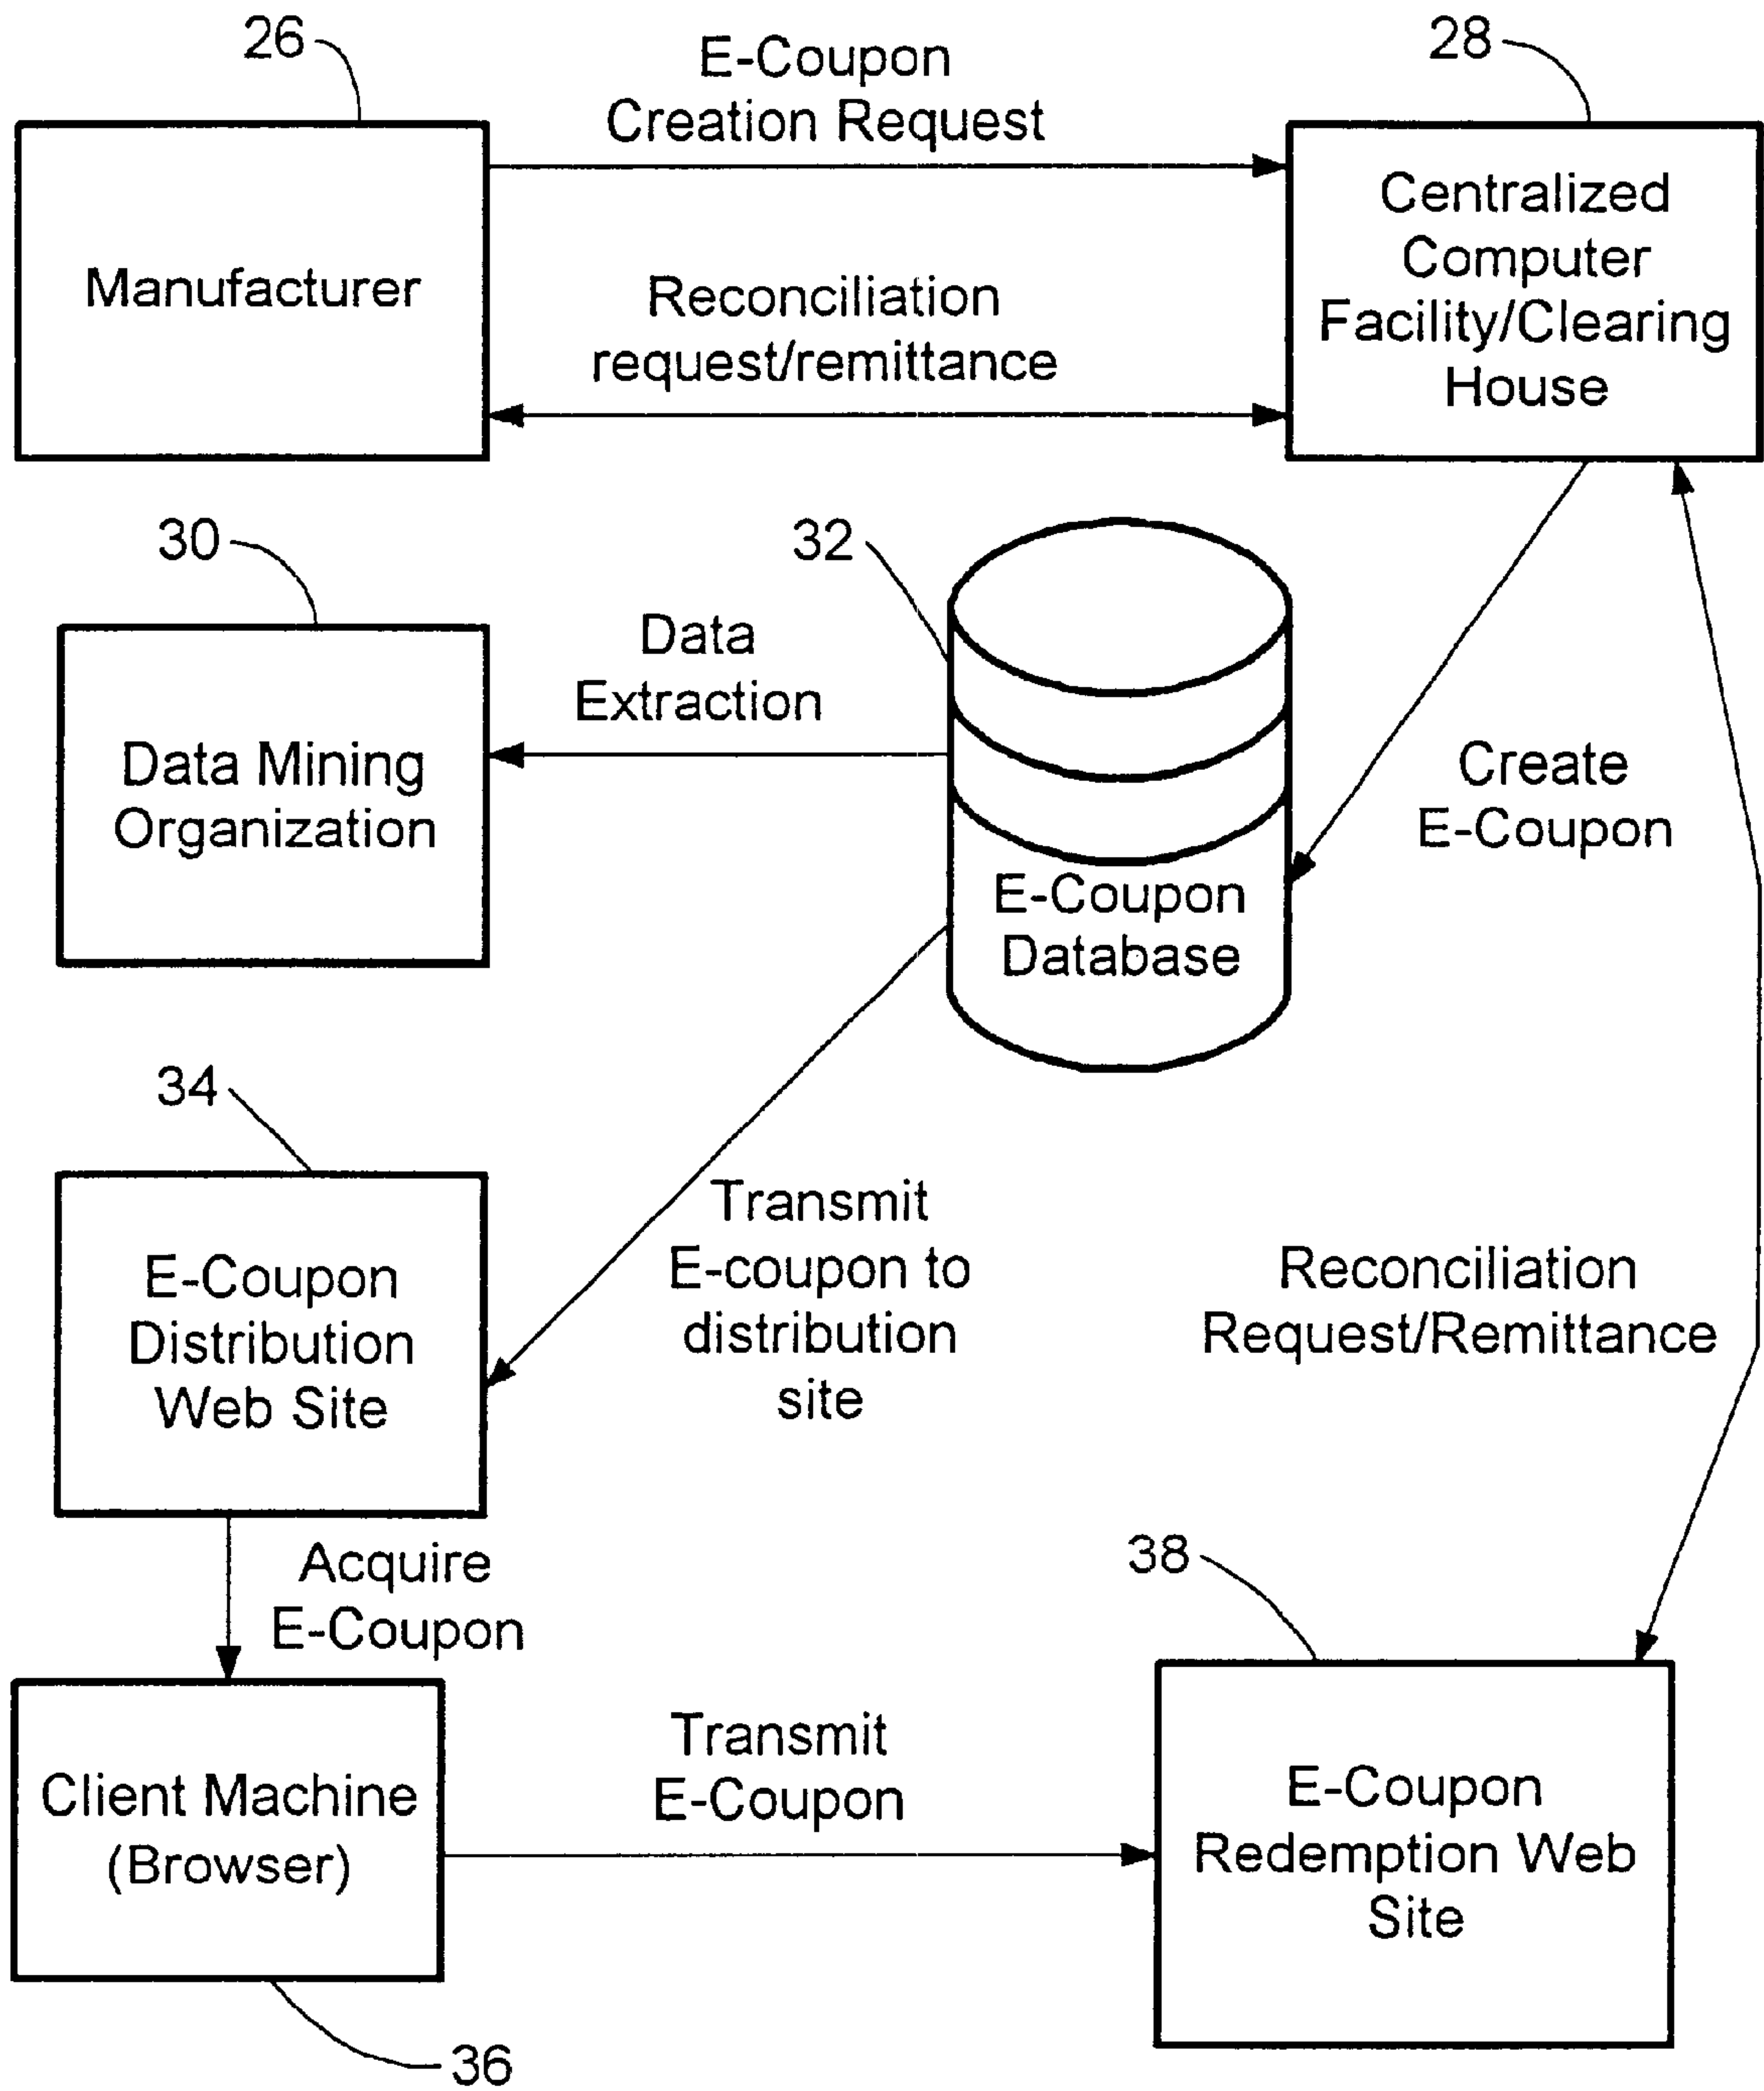 26
E-Coupon
Creation Request
28
Manufacturer
Centralized
Computer
Facility/Clearing
House
Reconciliation
request/remittance
30
32
Data
Extraction
Data Mining
Organization
Create
E-Coupon
E-Coupon
Database
34
Transmit
E-coupon to
distribution
site
E-Coupon
Distribution
Web Site
Reconciliation
Request/Remittance
Acquire
E-Coupon
38
Client Machine
(Browser)
Transmit
E-Coupon
E-Coupon
Redemption Web
Site
36